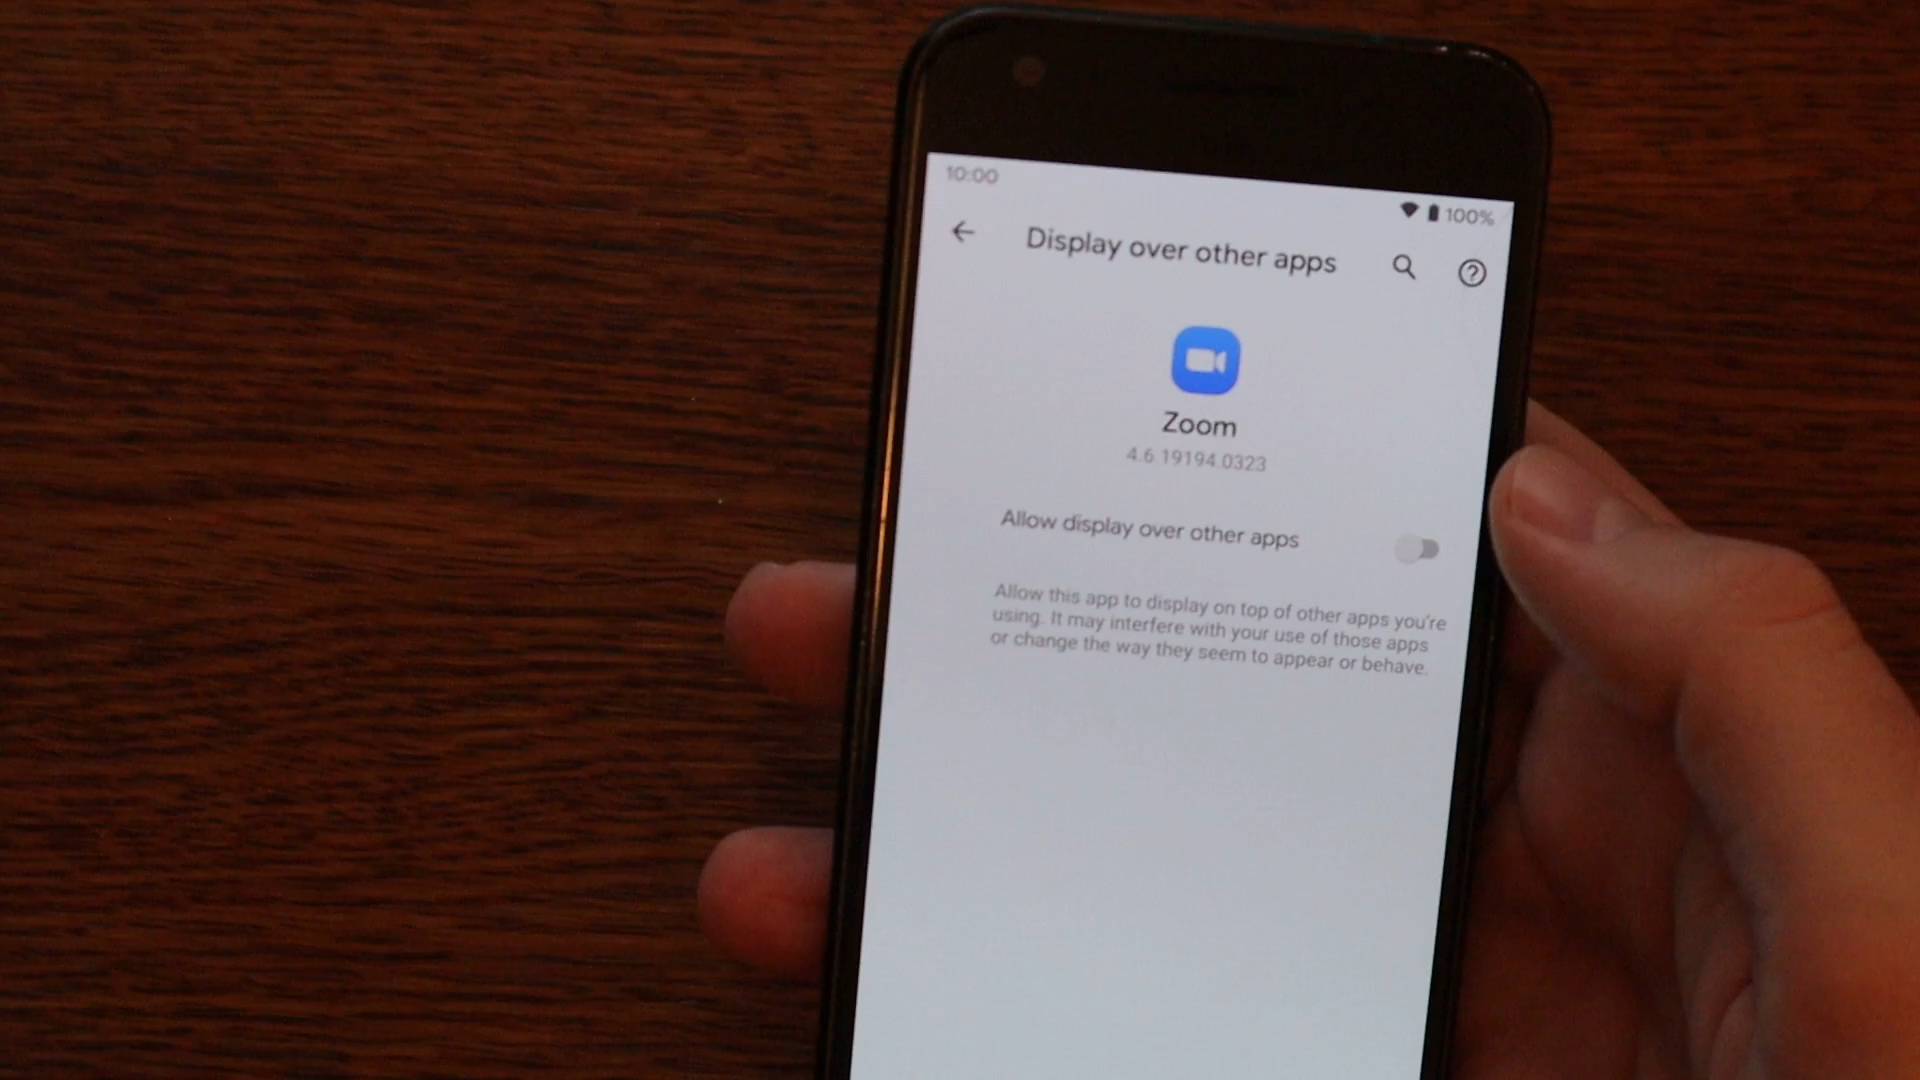 10:00
100%
Display over other apps
Zoom
4.6.19194.0323
Allow display over other apps
Allow this app to display on top of other apps you're
using. It may interfere with your use of those apps
or change the way they seem to appear or behave.